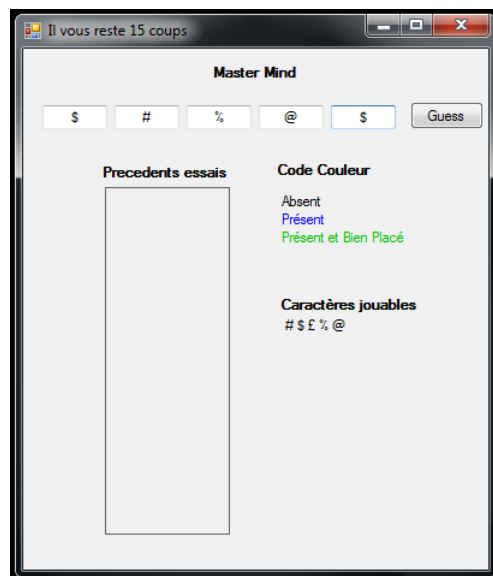 Il vous reste 15 coups
Master Mind
$ # % @ $ Guess
Precedents essais
Code Couleur
Absent
Présent
Présent et Bien Placé
Caractères jouables
# $ £ % @